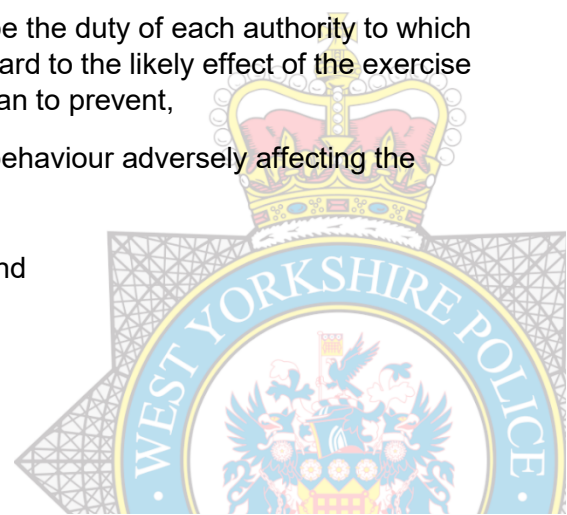 be the duty of each authority to which
ard to the likely effect of the exercise
an to prevent,
behaviour adversely affecting the
nd
WEST YORKSHIRE POLICE